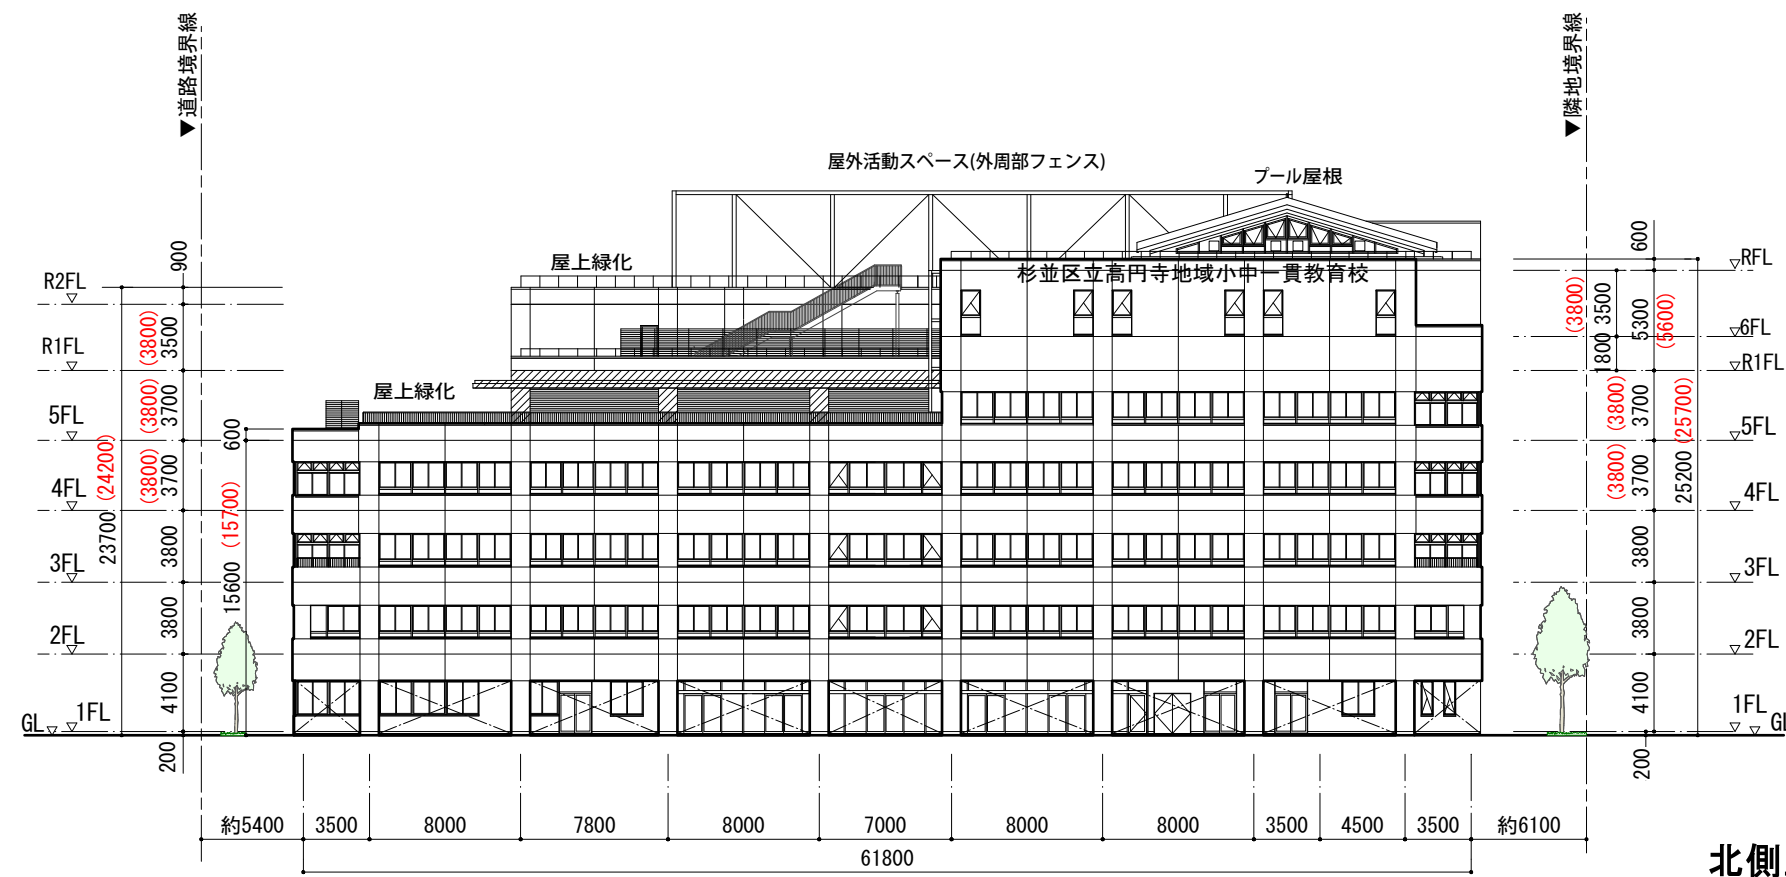 ▼道路境界線
▼隣地境界線
屋外活動スペース(外周部フェンス)
プール屋根
屋上緑化
屋上緑化
杉並区立高円寺地域小中一貫教育校
R2FL
R1FL
5FL
4FL
3FL
2FL
1FL
GL
900
(3800)
3500
(3800)
3700
(3800)
3700
3800
3800
4100
200
(24200)
23700
600
(15700)
15600
RFL
6FL
R1FL
5FL
4FL
3FL
2FL
1FL
600
(3800)
3500
1800
5300
(5600)
(3800)
3700
(3800)
3700
3800
3800
4100
200
(25700)
25200
約5400
3500
8000
7800
8000
7000
8000
8000
3500
4500
3500
約6100
61800
北側